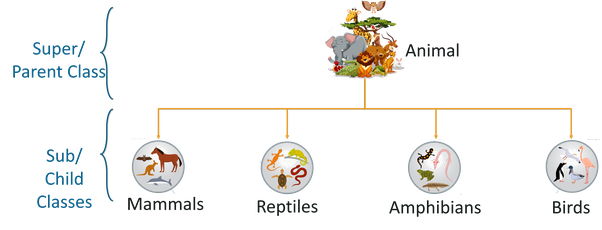 Super/
Parent Class
Animal
Sub/
Child
Classes
Mammals
Reptiles
Amphibians
Birds